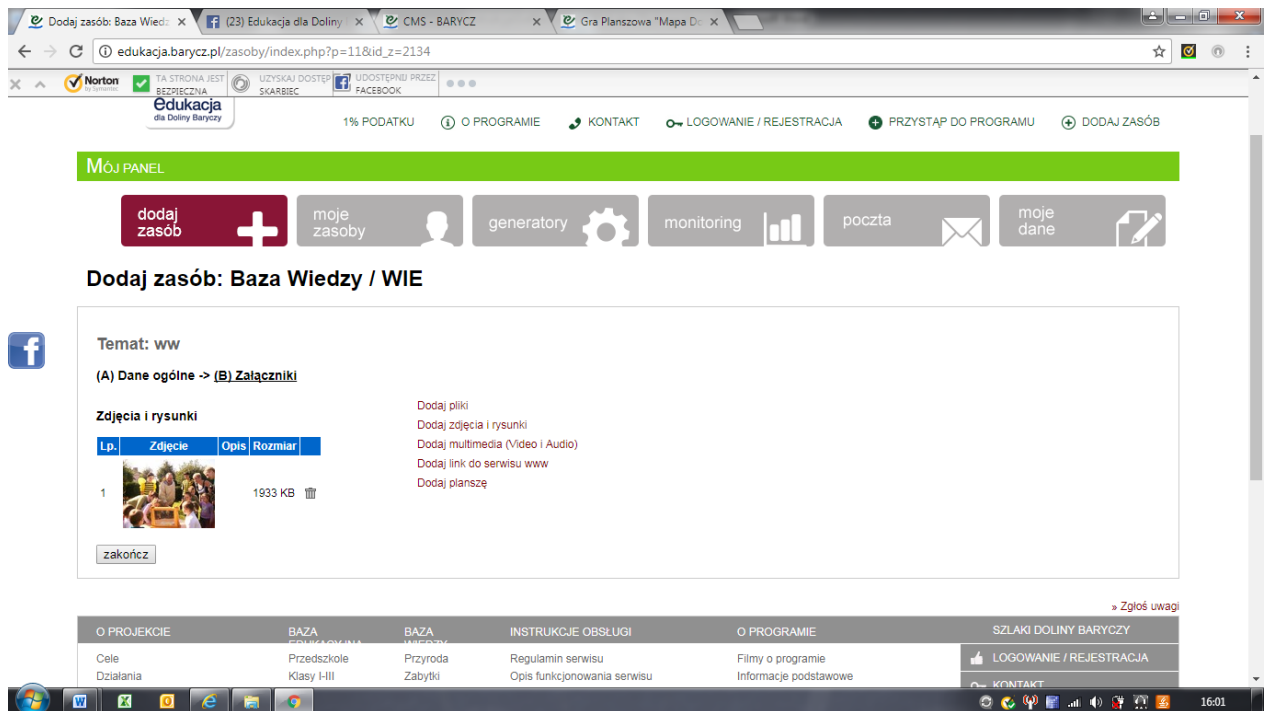 Dodaj zasób: Baza Wiedz
(23) Edukacja dla Doliny
CMS - BARYCZ
Gra Planszowa "Mapa Do
edukacja.barycz.pl/zasoby/index.php?p=11&id_z=2134
Norton
by Symantec
TA STRONA JEST
BEZPIECZNA
UZYSKAJ DOSTĘP
SKARBIEC
UDOSTĘPNIJ PRZEZ
FACEBOOK
edukacja
dla Doliny Baryczy
1% PODATKU
O PROGRAMIE
KONTAKT
LOGOWANIE / REJESTRACJA
PRZYSTĄP DO PROGRAMU
DODAJ ZASÓB
MÓJ PANEL
dodaj
zasób
moje
zasoby
generatory
monitoring
poczta
moje
dane
Dodaj zasób: Baza Wiedzy / WIE
Temat: ww
(A) Dane ogólne -> (B) Załączniki
Zdjęcia i rysunki
Lp. Zdjęcie Opis Rozmiar
1 1933 KB
zakończ
Dodaj pliki
Dodaj zdjęcia i rysunki
Dodaj multimedia (Video i Audio)
Dodaj link do serwisu www
Dodaj planszę
» Zgłoś uwagi
O PROJEKCIE
Cele
Działania
BAZA
EDUKACYJNA
Przedszkole
Klasy I-III
BAZA
WIEDZY
Przyroda
Zabytki
INSTRUKCJE OBSŁUGI
Regulamin serwisu
Opis funkcjonowania serwisu
O PROGRAMIE
Filmy o programie
Informacje podstawowe
SZLAKI DOLINY BARYCZY
LOGOWANIE / REJESTRACJA
KONTAKT
16:01